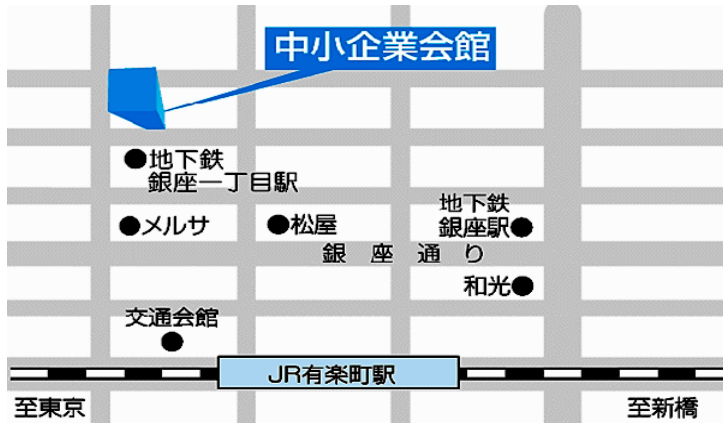 中小企業会館
地下鉄
銀座一丁目駅
メルサ
松屋
地下鉄
銀座駅
銀座通り
和光
交通会館
JR有楽町駅
至東京
至新橋